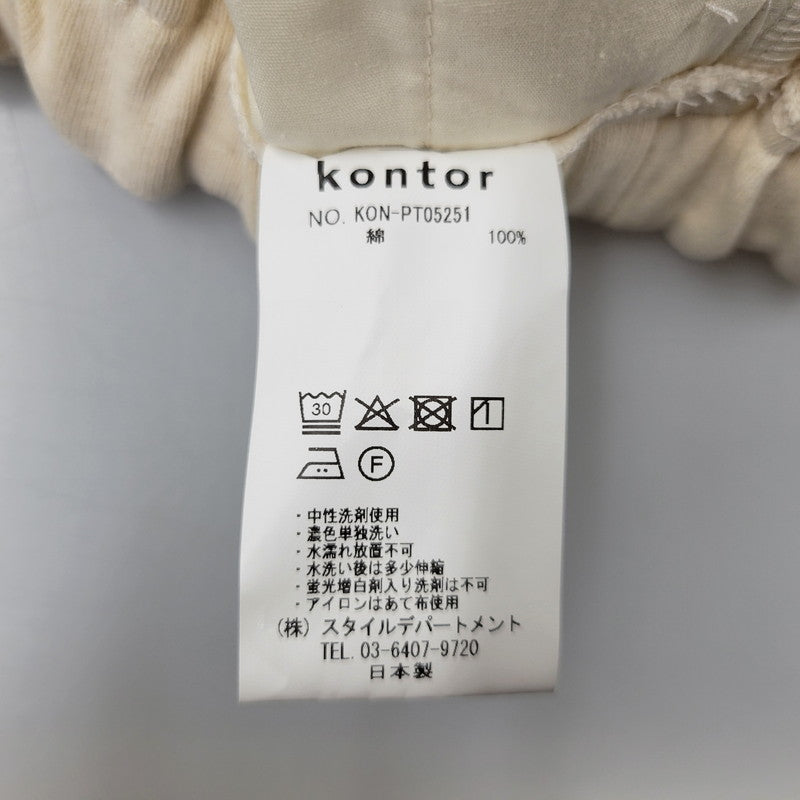 kontor
NO. KON-PT05251
綿 100%
30
F
・中性洗剤使用
・濃色単独洗い
・水濡れ放置不可
・水洗い後は多少伸縮
・蛍光増白剤入り洗剤は不可
・アイロンはあて布使用
(株) スタイルデパートメント
TEL. 03-6407-9720
日本製